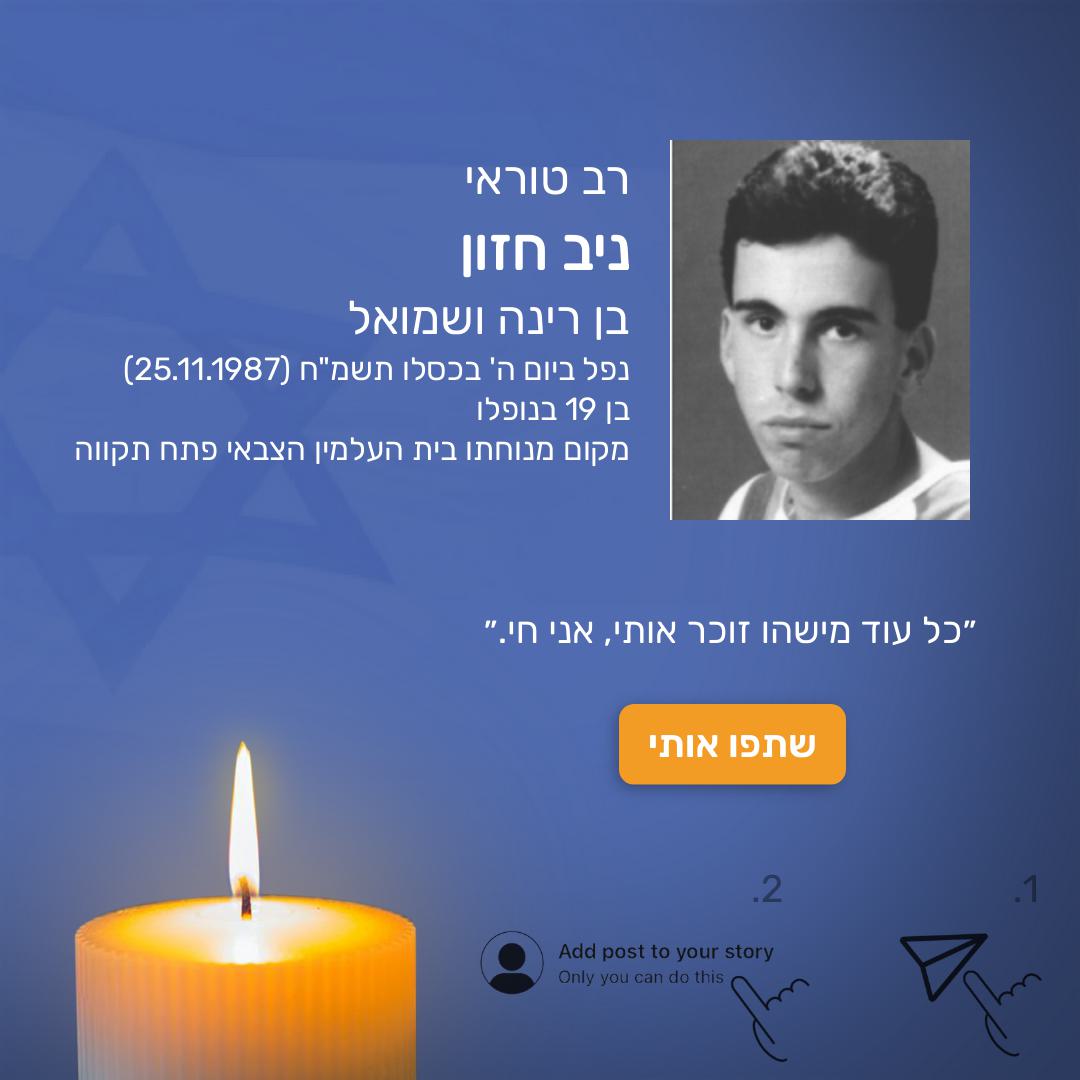 רב טוראי
ניב חזון
בן רינה ושמואל
נפל ביום ה' בכסלו תשמ"ח (25.11.1987)
בן 19 בנופלו
מקום מנוחתו בית העלמין הצבאי פתח תקווה
״כל עוד מישהו זוכר אותי, אני חי.״
שתפו אותי
.1
.2
Add post to your story
Only you can do this